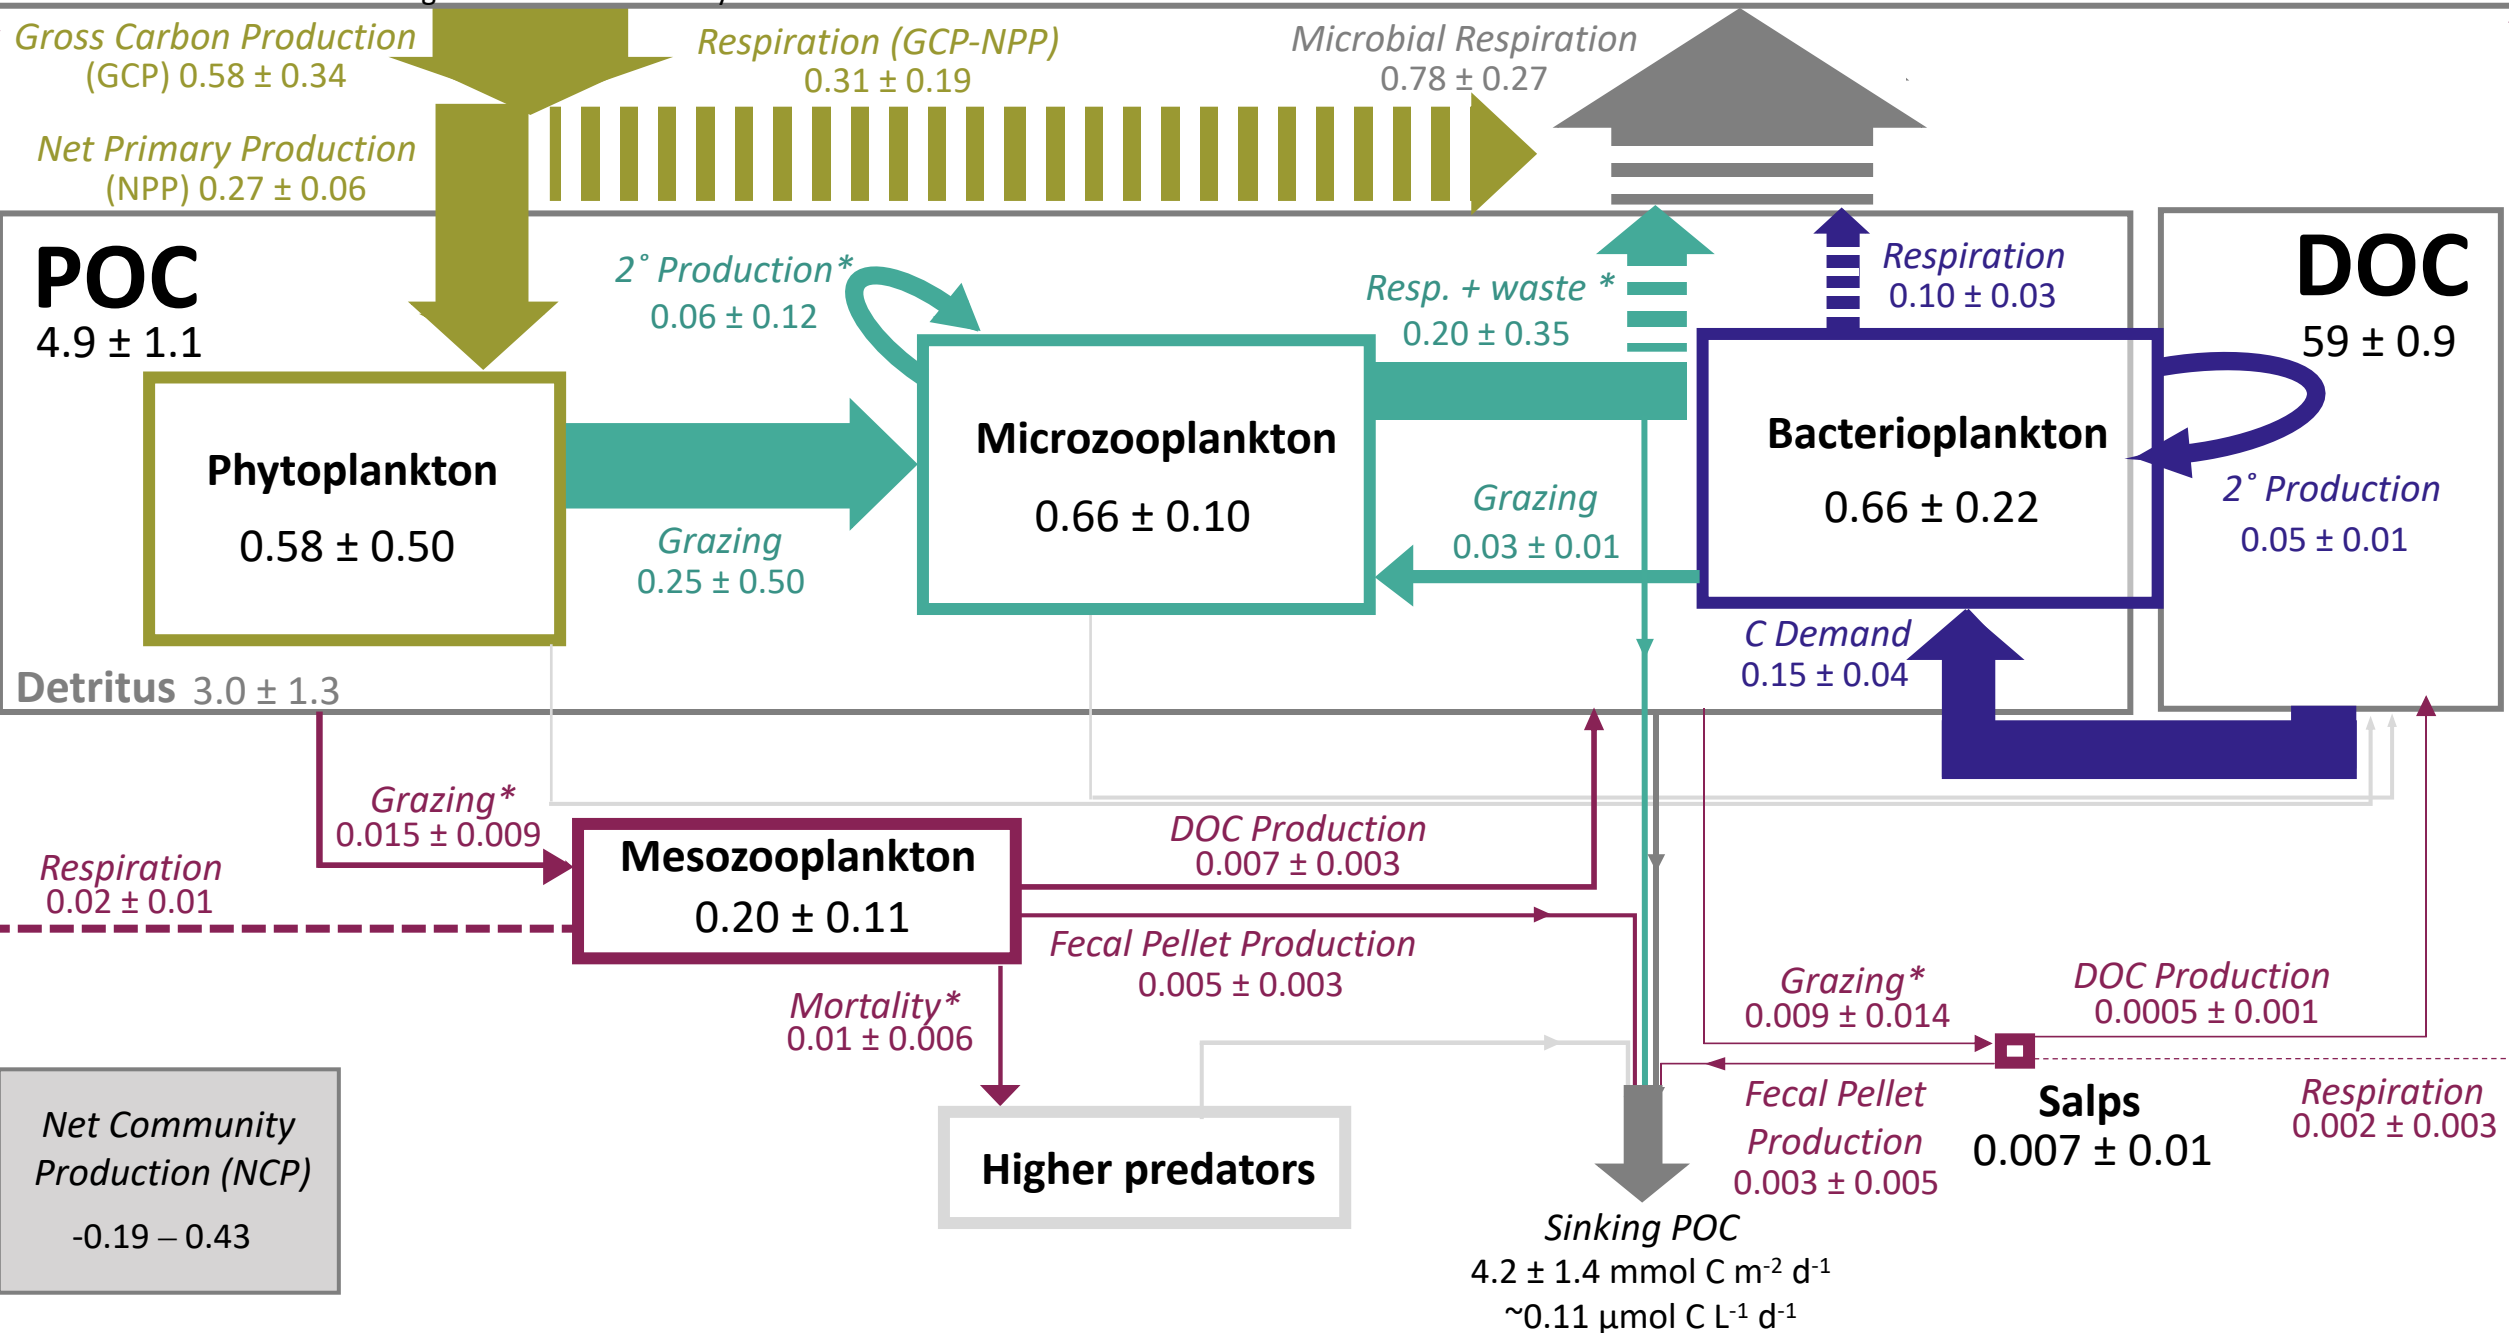 Gross Carbon Production
(GCP) 0.58 ± 0.34
Respiration (GCP-NPP)
0.31 ± 0.19
Microbial Respiration
0.78 ± 0.27
Net Primary Production
(NPP) 0.27 ± 0.06
POC
4.9 ± 1.1
2˚ Production*
0.06 ± 0.12
Resp. + waste *
0.20 ± 0.35
Respiration
0.10 ± 0.03
DOC
59 ± 0.9
Phytoplankton
0.58 ± 0.50
Grazing
0.25 ± 0.50
Microzooplankton
0.66 ± 0.10
Grazing
0.03 ± 0.01
Bacterioplankton
0.66 ± 0.22
2˚ Production
0.05 ± 0.01
C Demand
0.15 ± 0.04
Detritus 3.0 ± 1.3
Grazing*
0.015 ± 0.009
Respiration
0.02 ± 0.01
Mesozooplankton
0.20 ± 0.11
DOC Production
0.007 ± 0.003
Fecal Pellet Production
0.005 ± 0.003
Mortality*
0.01 ± 0.006
Grazing*
0.009 ± 0.014
DOC Production
0.0005 ± 0.001
Fecal Pellet
Production
0.003 ± 0.005
Salps
0.007 ± 0.01
Respiration
0.002 ± 0.003
Net Community
Production (NCP)
-0.19 – 0.43
Higher predators
Sinking POC
4.2 ± 1.4 mmol C m⁻² d⁻¹
~0.11 µmol C L⁻¹ d⁻¹